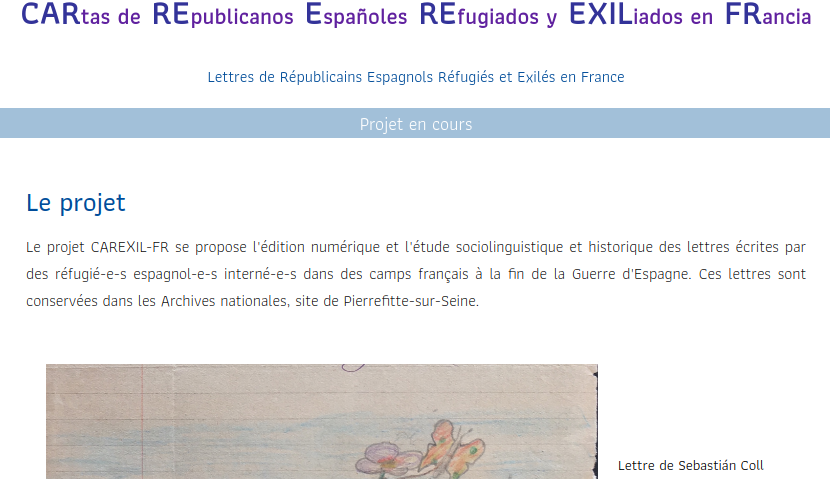 CARtas de REpublicanos Españoles REfugiados y EXILiados en FRancia
Lettres de Républicains Espagnols Réfugiés et Exilés en France
Projet en cours
Le projet
Le projet CAREXIL-FR se propose l'édition numérique et l'étude sociolinguistique et historique des lettres écrites par
des réfugié-e-s espagnol-e-s interné-e-s dans des camps français à la fin de la Guerre d'Espagne. Ces lettres sont
conservées dans les Archives nationales, site de Pierrefitte-sur-Seine.
Lettre de Sebastián Coll